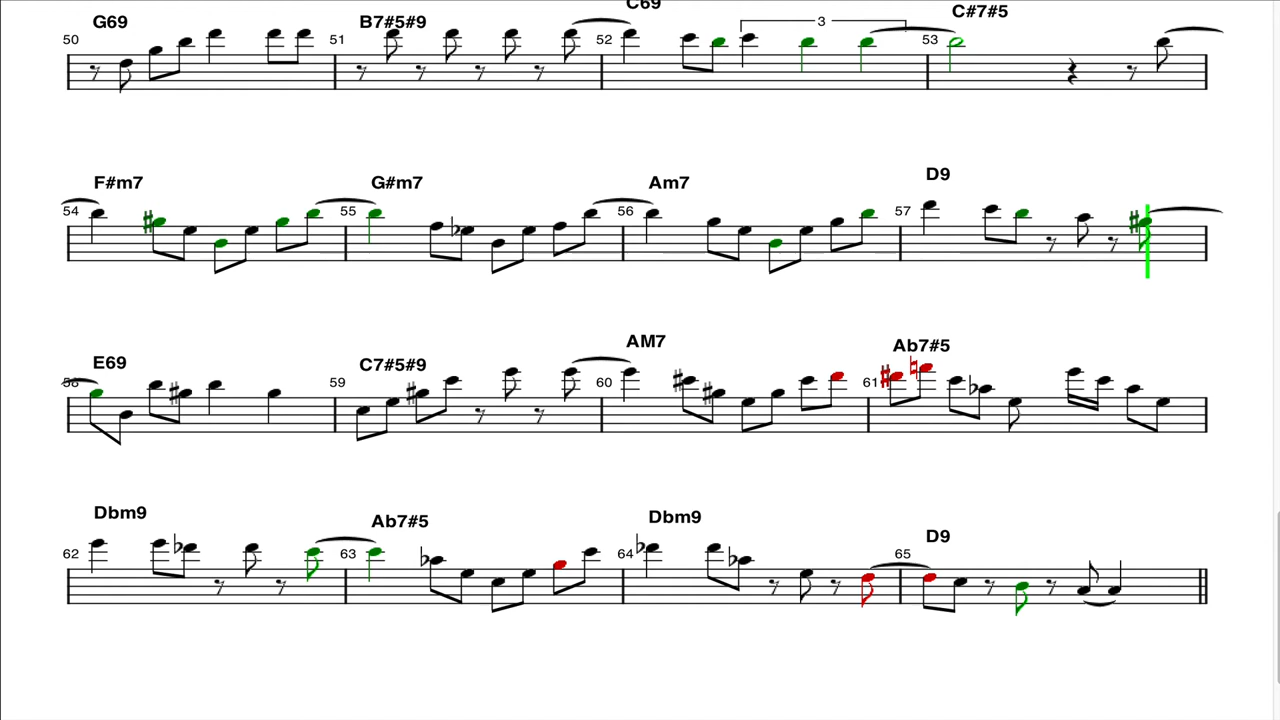 G69 B7#5#9 C69 C#7#5
3
50 51 52 53
F#m7 G#m7 Am7 D9
54 55 56 57
E69 C7#5#9 AM7 Ab7#5
58 59 60 61
Dbm9 Ab7#5 Dbm9 D9
62 63 64 65